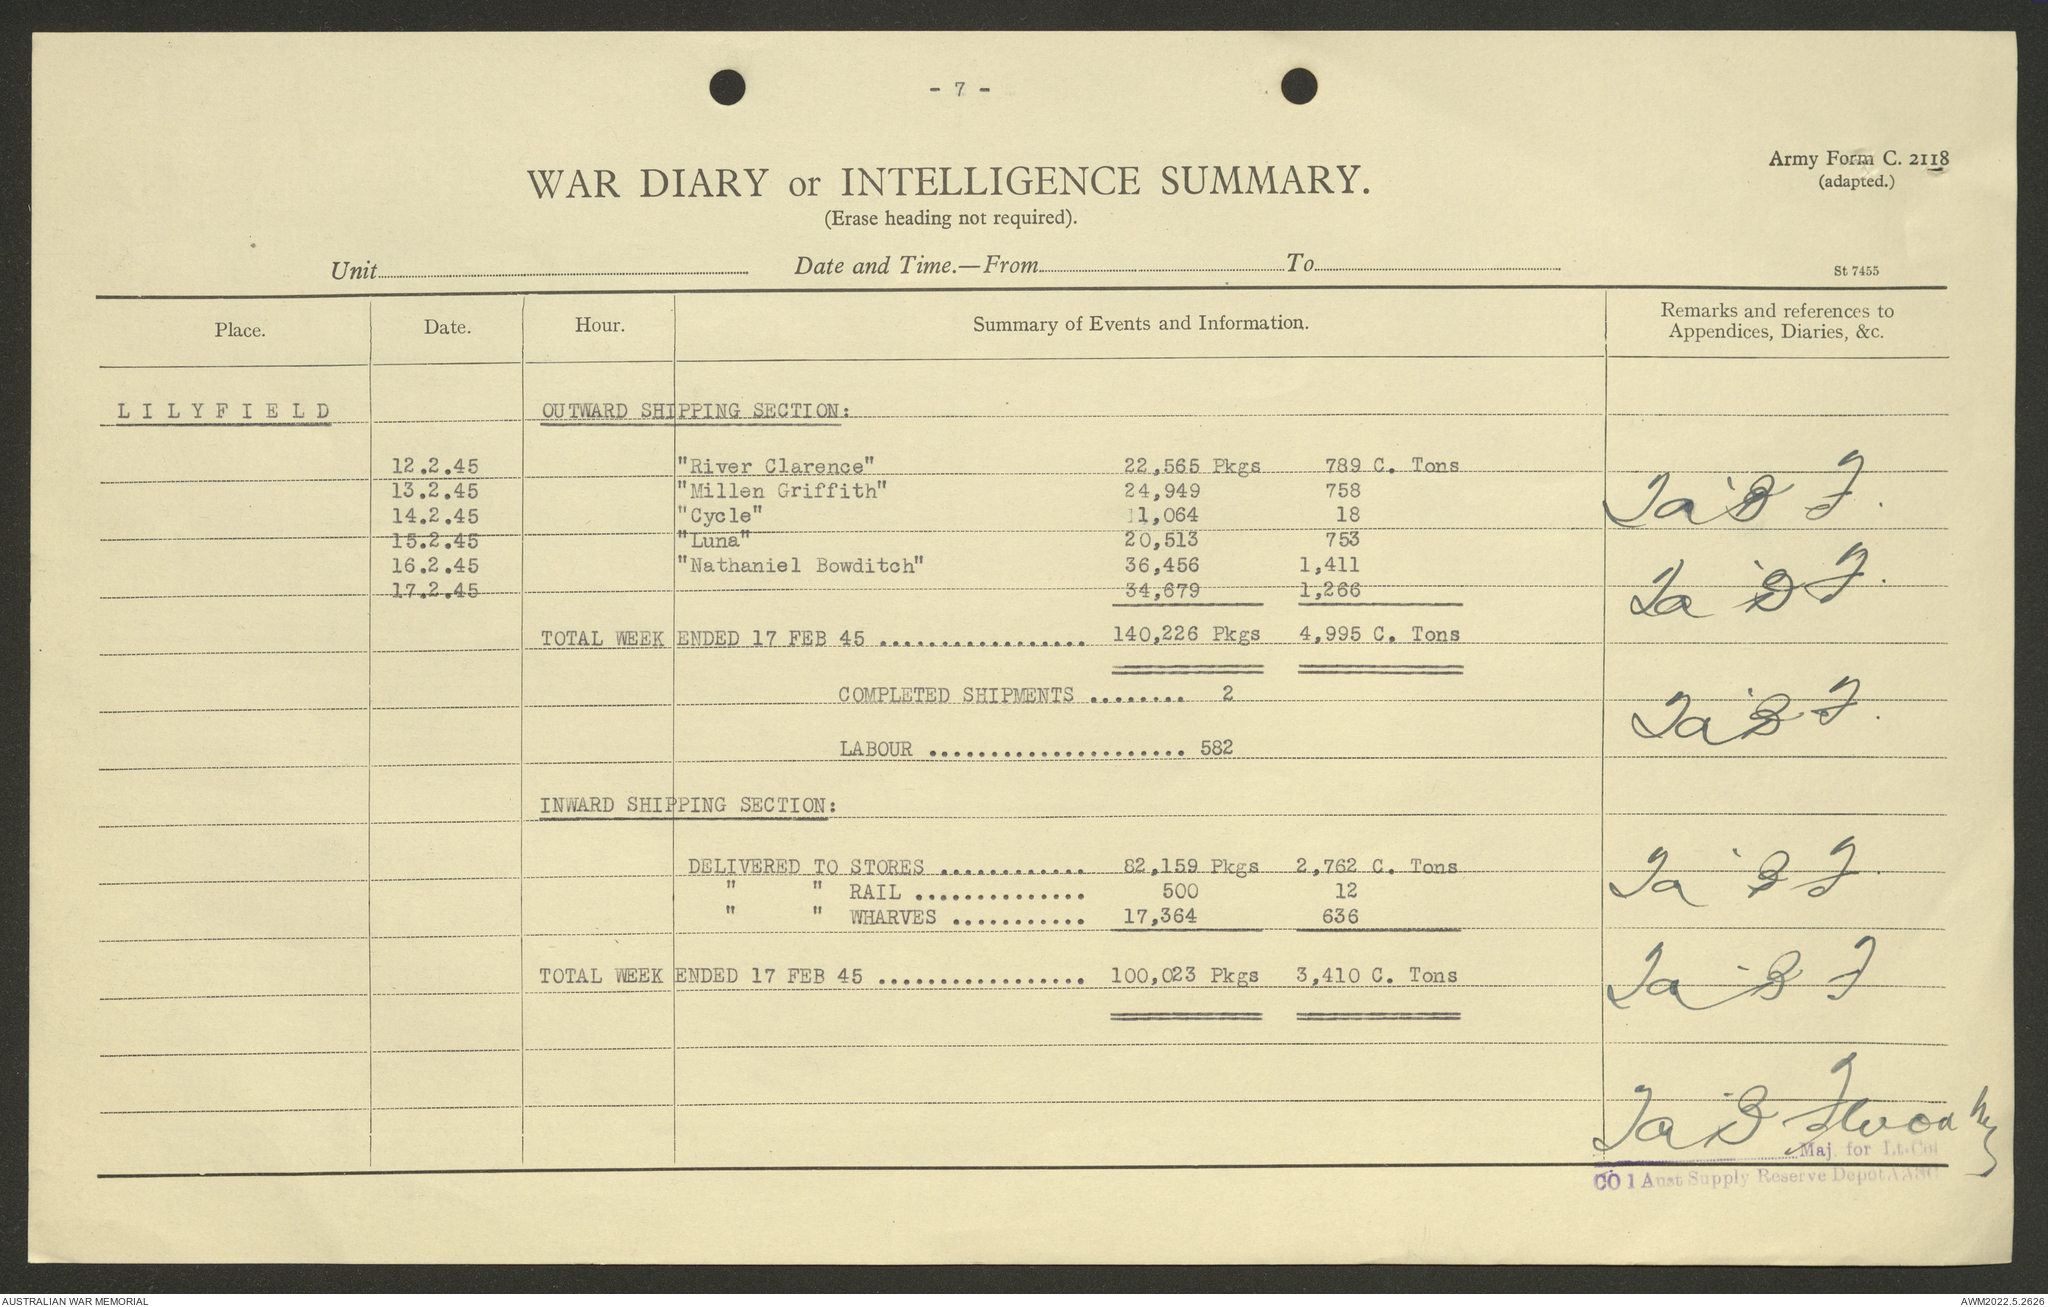 - 7 -
Army Form C. 2118
(adapted.)
WAR DIARY or INTELLIGENCE SUMMARY.
(Erase heading not required).
Unit Date and Time.—From To
St 7455
Place. Date. Hour. Summary of Events and Information. Remarks and references to
Appendices, Diaries, &c.
LILYFIELD OUTWARD SHIPPING SECTION:
12.2.45 "River Clarence" 22,565 Pkgs 789 C. Tons
13.2.45 "Millen Griffith" 24,949 758
14.2.45 "Cycle" 1,064 18
15.2.45 "Luna" 20,513 753
16.2.45 "Nathaniel Bowditch" 36,456 1,411
17.2.45 34,679 1,266
TOTAL WEEK ENDED 17 FEB 45 ................. 140,226 Pkgs 4,995 C. Tons
COMPLETED SHIPMENTS ........ 2
LABOUR ..................... 582
INWARD SHIPPING SECTION:
DELIVERED TO STORES ............ 82,159 Pkgs 2,762 C. Tons
" " RAIL .............. 500 12
" " WHARVES ........... 17,364 636
TOTAL WEEK ENDED 17 FEB 45 ................. 100,023 Pkgs 3,410 C. Tons
Maj. for Lt-Col
CO 1 Aust Supply Reserve Depot AASC
AUSTRALIAN WAR MEMORIAL
AWM2022.5.2626